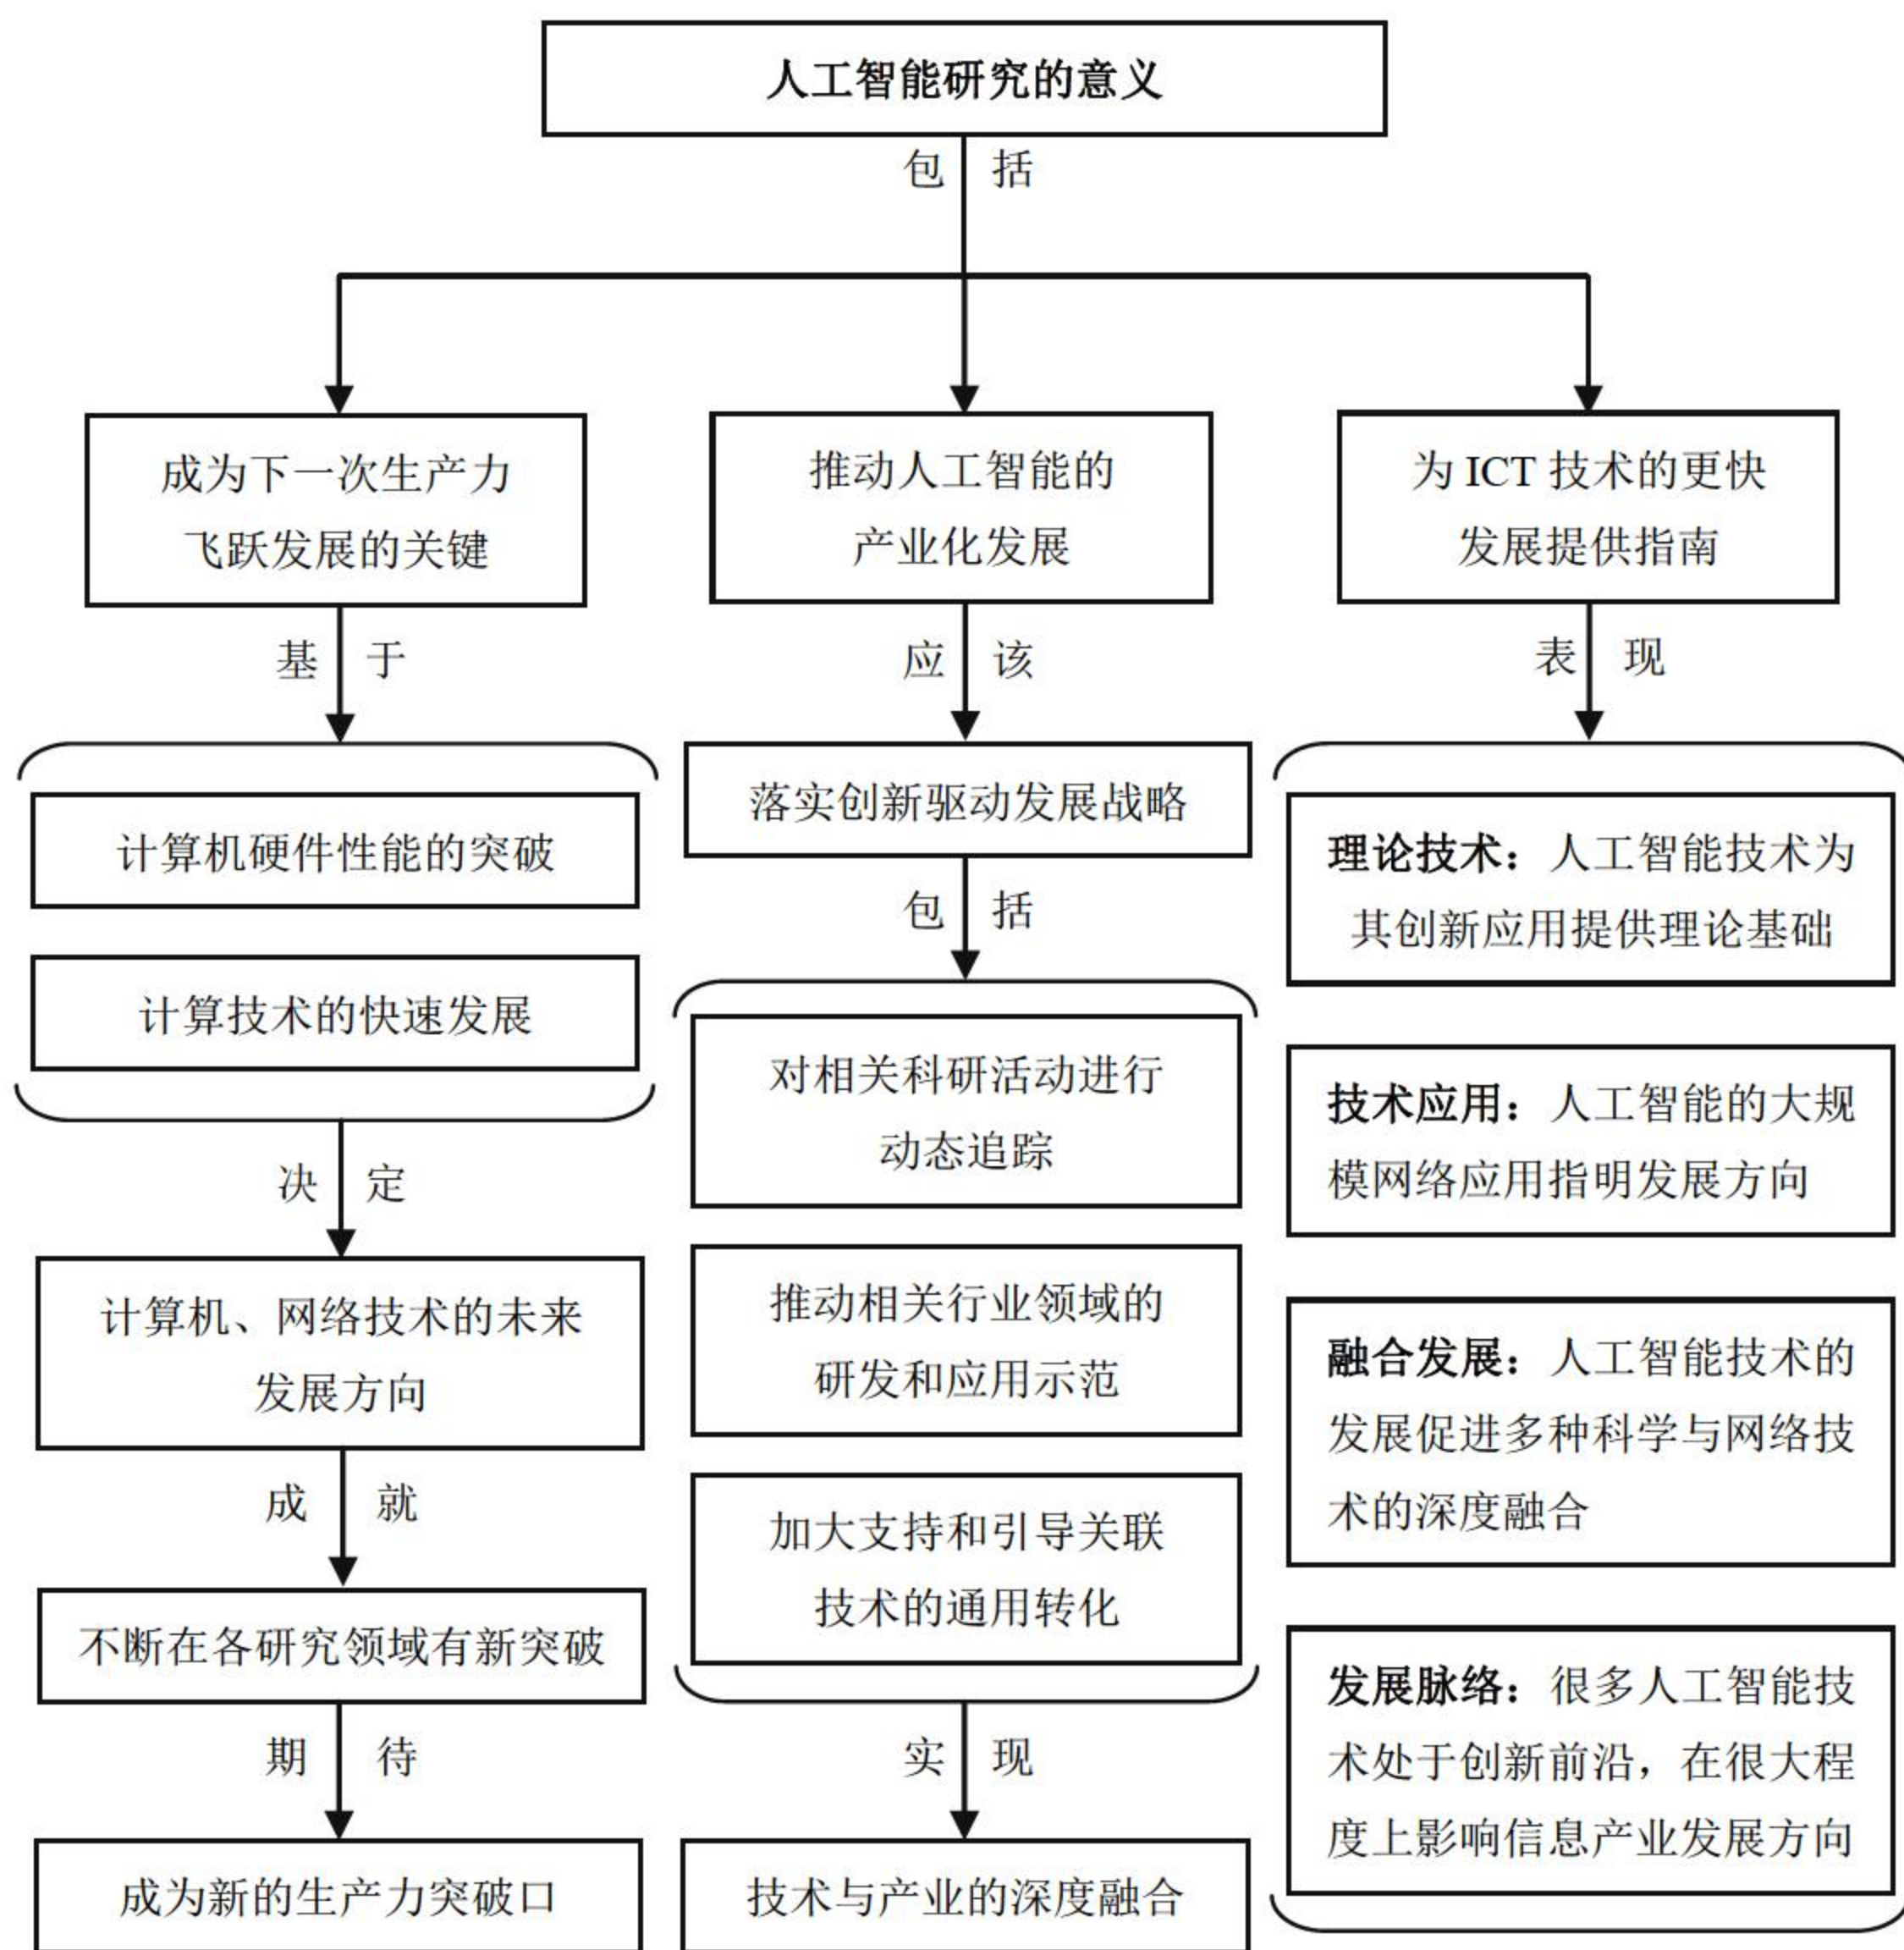 人工智能研究的意义
包 括
成为下一次生产力
飞跃发展的关键
基 于
计算机硬件性能的突破
计算技术的快速发展
决 定
计算机、网络技术的未来
发展方向
成 就
不断在各研究领域有新突破
期 待
成为新的生产力突破口
推动人工智能的
产业化发展
应 该
落实创新驱动发展战略
包 括
对相关科研活动进行
动态追踪
推动相关行业领域的
研发和应用示范
加大支持和引导关联
技术的通用转化
实 现
技术与产业的深度融合
为 ICT 技术的更快
发展提供指南
表 现
理论技术：人工智能技术为
其创新应用提供理论基础
技术应用：人工智能的大规
模网络应用指明发展方向
融合发展：人工智能技术的
发展促进多种科学与网络技
术的深度融合
发展脉络：很多人工智能技
术处于创新前沿，在很大程
度上影响信息产业发展方向